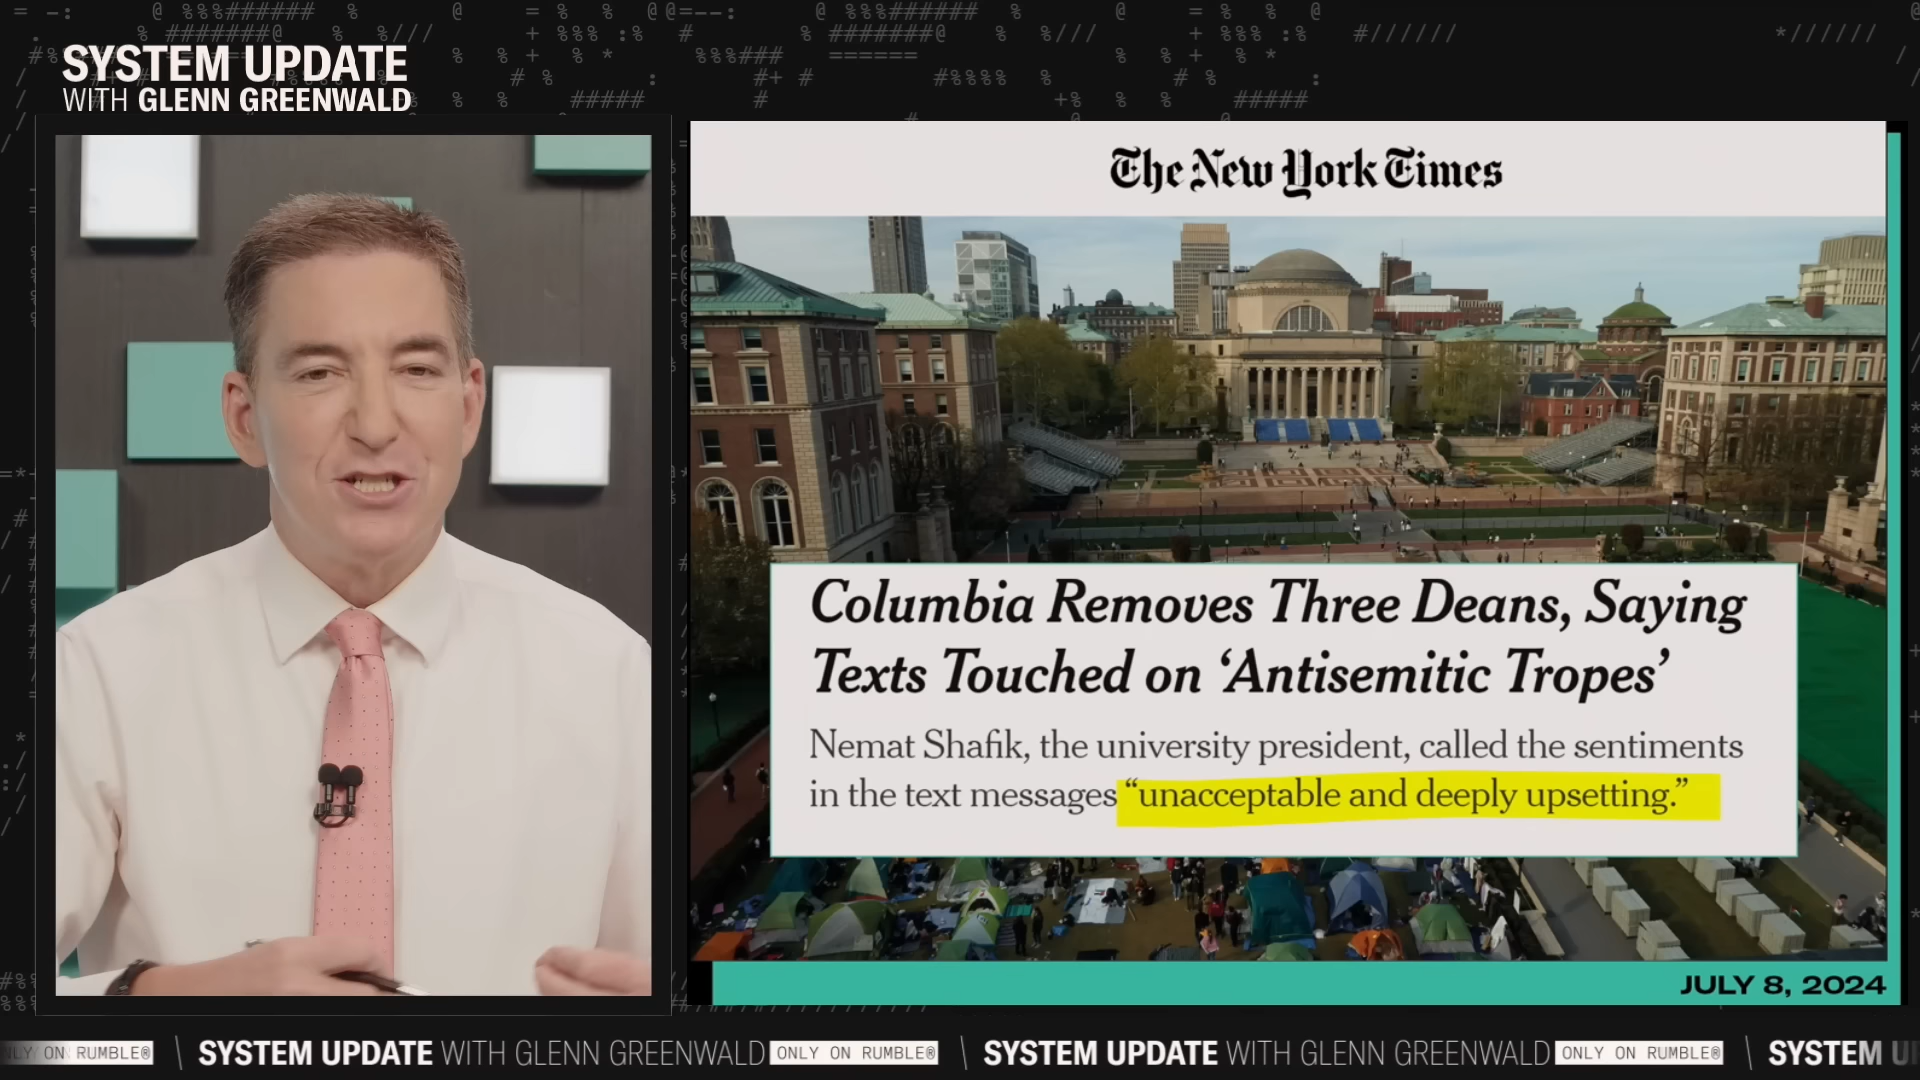 SYSTEM UPDATE
WITH GLENN GREENWALD
The New York Times
Columbia Removes Three Deans, Saying
Texts Touched on ‘Antisemitic Tropes’
Nemat Shafik, the university president, called the sentiments
in the text messages “unacceptable and deeply upsetting.”
JULY 8, 2024
ONLY ON RUMBLE® \ SYSTEM UPDATE WITH GLENN GREENWALD ONLY ON RUMBLE® \ SYSTEM UPDATE WITH GLENN GREENWALD ONLY ON RUMBLE® \ SYSTEM